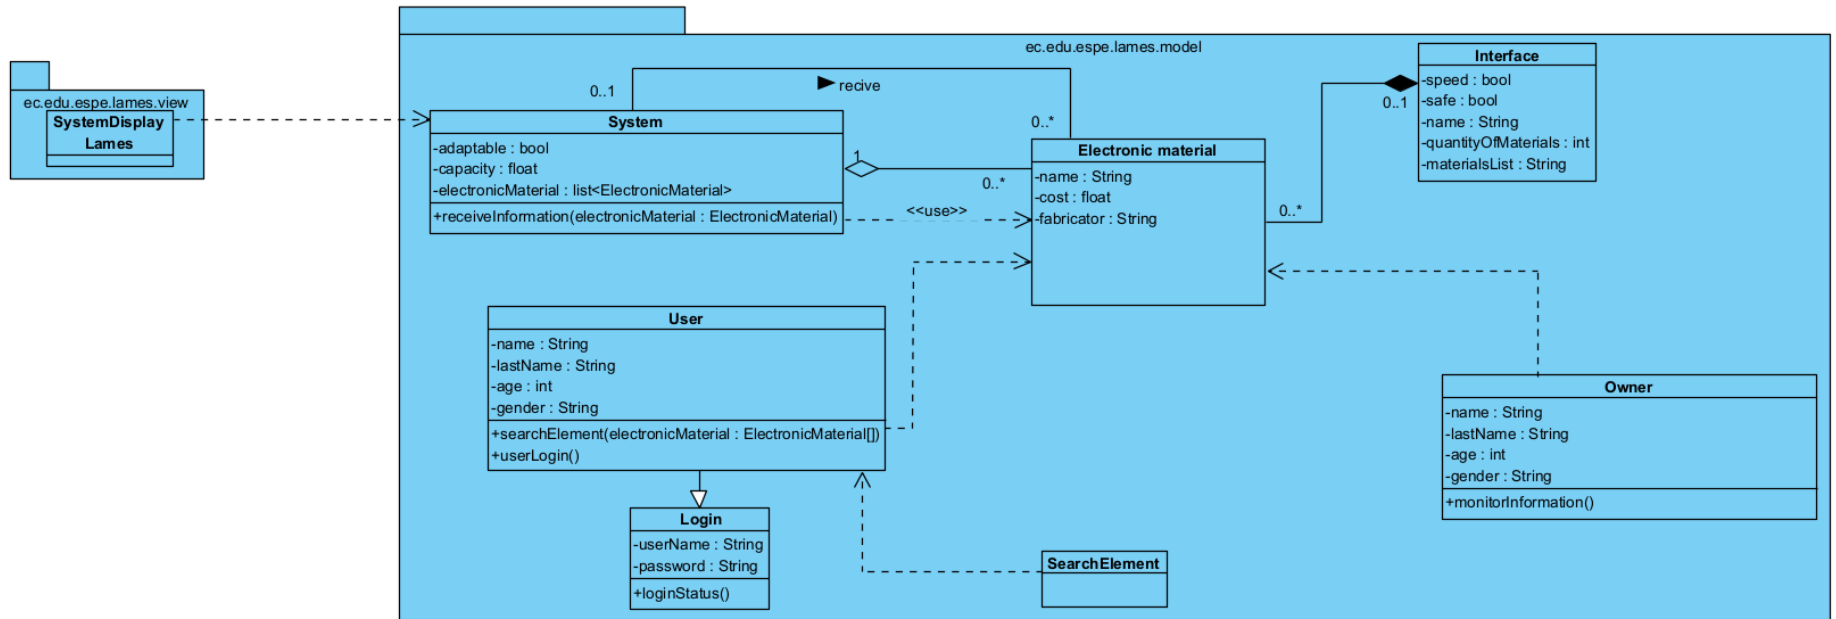 ec.edu.espe.lames.view
SystemDisplay
Lames
ec.edu.espe.lames.model
recive
0..1
0..*
System
-adaptable : bool
-capacity : float
-electronicMaterial : list<ElectronicMaterial>
+receiveInformation(electronicMaterial : ElectronicMaterial)
1
0..*
<<use>>
Electronic material
-name : String
-cost : float
-fabricator : String
0..1
0..*
Interface
-speed : bool
-safe : bool
-name : String
-quantityOfMaterials : int
-materialsList : String
User
-name : String
-lastName : String
-age : int
-gender : String
+searchElement(electronicMaterial : ElectronicMaterial[])
+userLogin()
Owner
-name : String
-lastName : String
-age : int
-gender : String
+monitorInformation()
Login
-userName : String
-password : String
+loginStatus()
SearchElement